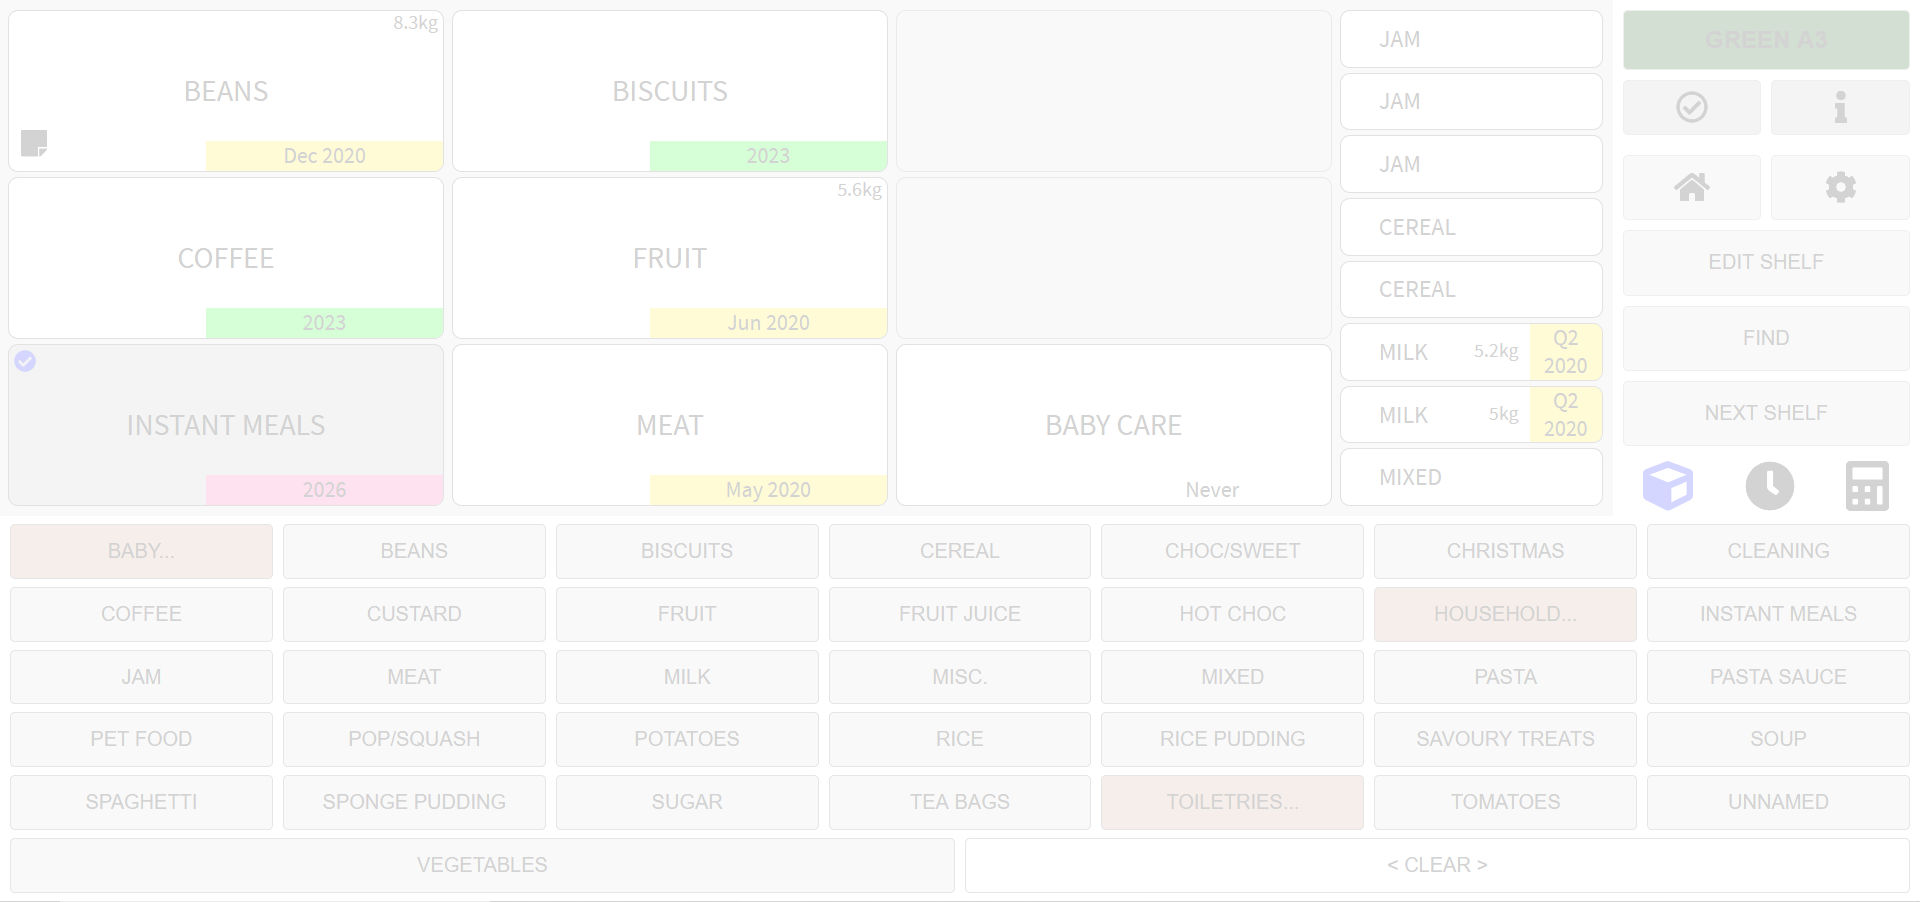 8.3kg
BEANS
Dec 2020
BISCUITS
2023
COFFEE
2023
5.6kg
FRUIT
Jun 2020
INSTANT MEALS
2026
MEAT
May 2020
BABY CARE
Never
JAM
JAM
JAM
CEREAL
CEREAL
MILK 5.2kg Q2
2020
MILK 5kg Q2
2020
MIXED
GREEN A3
EDIT SHELF
FIND
NEXT SHELF
BABY... BEANS BISCUITS CEREAL CHOC/SWEET CHRISTMAS CLEANING
COFFEE CUSTARD FRUIT FRUIT JUICE HOT CHOC HOUSEHOLD... INSTANT MEALS
JAM MEAT MILK MISC. MIXED PASTA PASTA SAUCE
PET FOOD POP/SQUASH POTATOES RICE RICE PUDDING SAVOURY TREATS SOUP
SPAGHETTI SPONGE PUDDING SUGAR TEA BAGS TOILETRIES... TOMATOES UNNAMED
VEGETABLES < CLEAR >